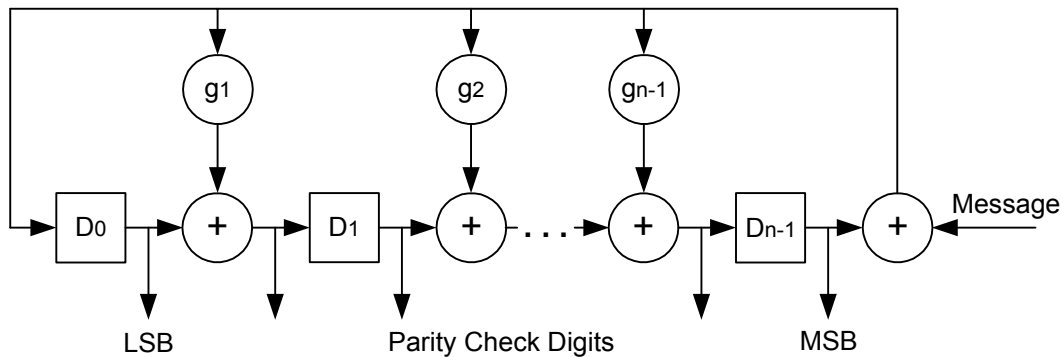 g1 g2 gn-1
Message
D0 + D1 + . . . + Dn-1 +
LSB Parity Check Digits MSB